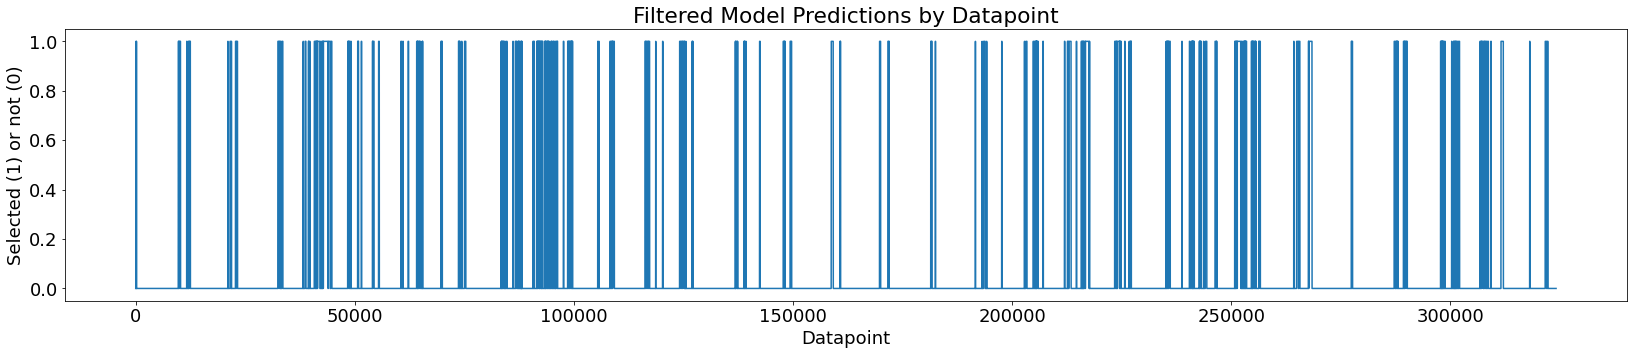 Filtered Model Predictions by Datapoint
Selected (1) or not (0)
1.0
0.8
0.6
0.4
0.2
0.0
0 50000 100000 150000 200000 250000 300000
Datapoint